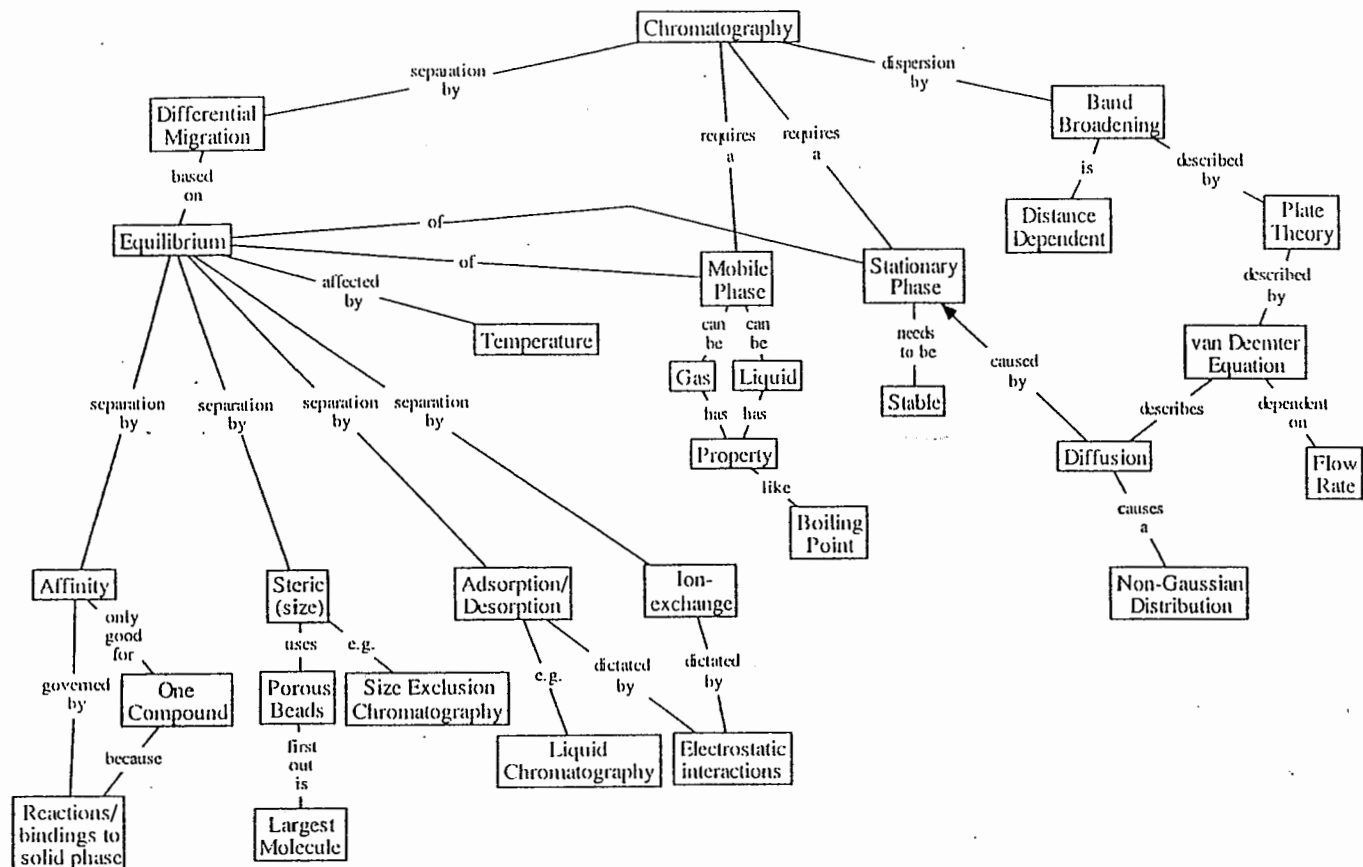 Chromatography
separation
by
dispersion
by
Differential
Migration
Band
Broadening
requires
a
requires
a
based
on
is
described
by
Equilibrium
of
of
Distance
Dependent
Plate
Theory
Mobile
Phase
Stationary
Phase
affected
by
described
by
Temperature
can
be
can
be
needs
to be
caused
by
van Deemter
Equation
Gas
Liquid
Stable
separation
by
separation
by
separation
by
separation
by
has
has
describes
dependent
on
Property
Diffusion
Flow
Rate
like
causes
a
Boiling
Point
Affinity
Steric
(size)
Adsorption/
Desorption
Ion-
exchange
Non-Gaussian
Distribution
only
good
for
uses
e.g.
governed
by
One
Compound
Porous
Beads
Size Exclusion
Chromatography
e.g.
dictated
by
dictated
by
because
first
out
is
Liquid
Chromatography
Electrostatic
interactions
Reactions/
bindings to
solid phase
Largest
Molecule